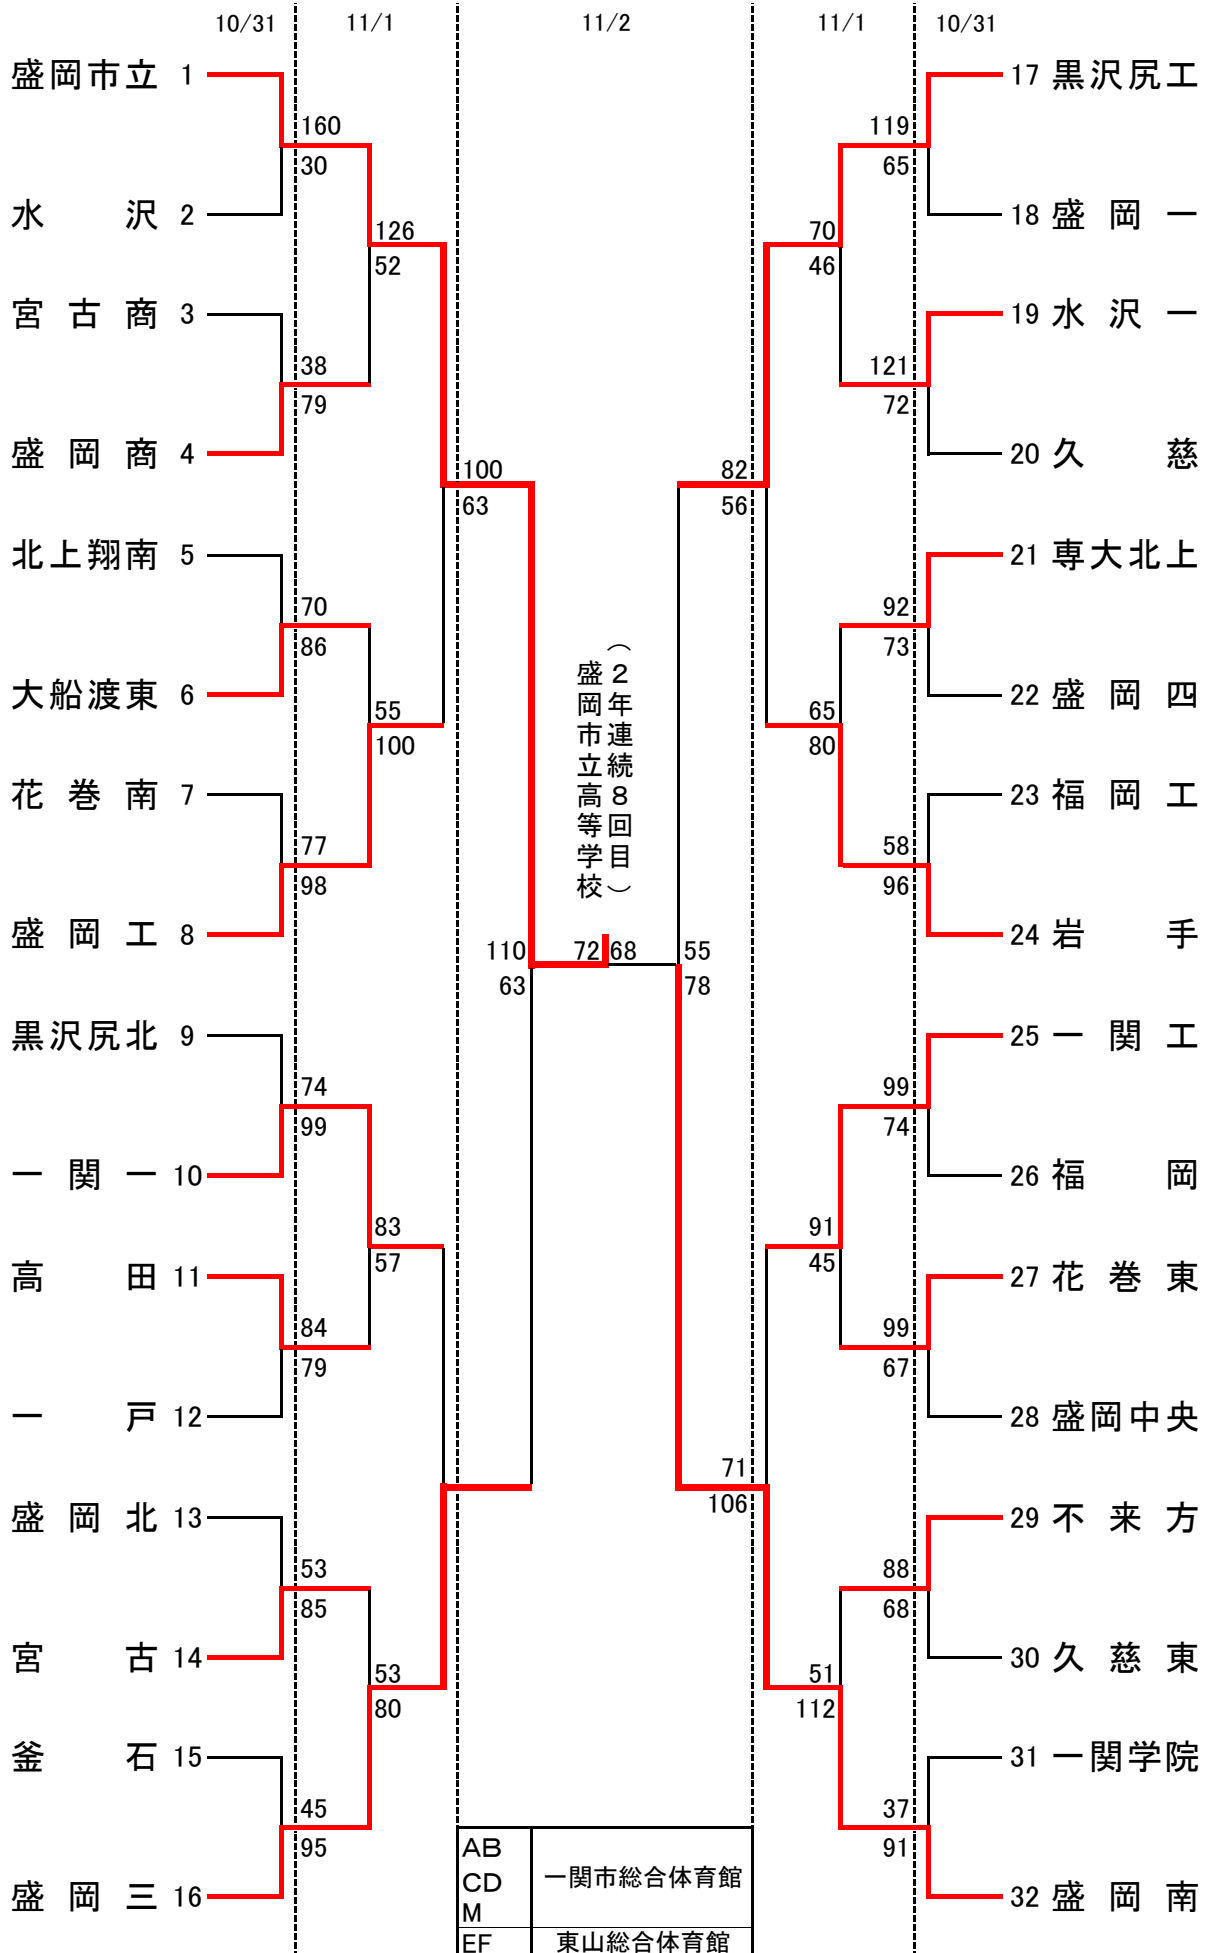 10/31 11/1 11/2 11/1 10/31
盛岡市立 1
17 黒沢尻工
160
119
30
65
水沢 2
18 盛岡一
126
70
52
46
宮古商 3
19 水沢一
38
121
79
72
盛岡商 4
20 久慈
100
82
63
56
北上翔南 5
21 専大北上
70
92
86
73
大船渡東 6
22 盛岡四
55
65
100
80
花巻南 7
23 福岡工
77
58
98
96
盛岡工 8
24 岩手
(2年連続8回目)
盛岡市立高等学校
110
72 68
55
63
78
黒沢尻北 9
25 一関工
74
99
99
74
一関一 10
26 福岡
83
91
57
45
高田 11
27 花巻東
84
99
79
67
一戸 12
28 盛岡中央
71
106
盛岡北 13
29 不来方
53
88
85
68
宮古 14
30 久慈東
53
51
80
112
釜石 15
31 一関学院
45
37
95
91
盛岡三 16
32 盛岡南
AB
CD
M
一関市総合体育館
EF
東山総合体育館